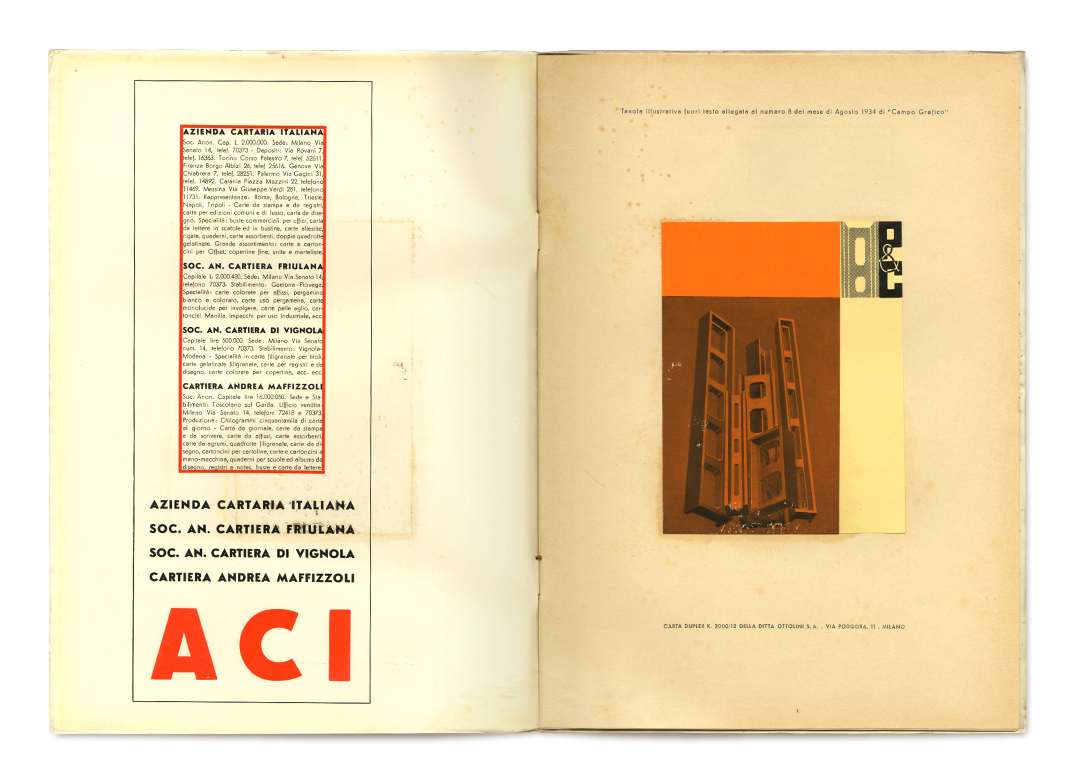 AZIENDA CARTARIA ITALIANA
Soc. Anon. Cap. L. 2.000.000. Sede: Milano Via
Senato 14, telef. 70373 - Depositi: Via Rovani 7,
telef. 16363. Torino Corso Palestro 7, telef. 52611.
Firenze Borgo Albizi 26, telef. 25616. Genova Via
Chiabrera 7, telef. 28251. Palermo Via Gagini 31,
telef. 14892. Catania Piazza Mazzini 22, telefono
11469. Messina Via Giuseppe Verdi 281, telefono
11731. Rappresentanze: Roma, Bologna, Trieste,
Napoli, Tripoli - Carte da stampa e da registri,
carte per edizioni comuni e di lusso. carte da dise-
gno. Specialità: buste commerciali per uffici, carta
da lettere in scatole ed in bustine, carte allestite,
rigate, quaderni, carte assorbenti, doppie quadrotte
gelatinate. Grande assortimento: carte e carton-
cini per Offset, copertine fine, unite e martellate.
SOC. AN. CARTIERA FRIULANA
Capitale L. 2.000.430. Sede: Milano Via Senato 14,
telefono 70373. Stabilimento: Gemona-Piovega.
Specialità: carte colorate per affissi, pergamino
bianco e colorato, carte uso pergamena, carte
monolucide per involgere, carte pelle aglio, car-
toncini Manilla, impacchi per uso industriale, ecc.
SOC. AN. CARTIERA DI VIGNOLA
Capitale lire 500.000. Sede: Milano Via Senato
num. 14, telefono 70373. Stabilimento: Vignola-
Modena - Specialità in carte filigranate per titoli,
carte gelatinate filigranate, carte per registri e da
disegno, carte colorate per copertine, ecc. ecc.
CARTIERA ANDREA MAFFIZZOLI
Soc. Anon. Capitale lire 16.000.050. Sede e Sta-
bilimenti: Toscolano sul Garda. Ufficio vendita:
Milano Via Senato 14, telefoni 72418 e 70373.
Produzione: Chilogrammi cinquantamila di carta
al giorno - Carta da giornale, carte da stampa
e da scrivere, carte da affissi, carte assorbenti,
carte da agrumi, quadrotte filigranate, carte da di-
segno, cartoncini per cartoline, carte e cartoncini a
mano-macchina, quaderni per scuole ed albums da
disegno, registri e notes, buste e carte da lettere.
AZIENDA CARTARIA ITALIANA
SOC. AN. CARTIERA FRIULANA
SOC. AN. CARTIERA DI VIGNOLA
CARTIERA ANDREA MAFFIZZOLI
ACI
Tavola illustrativa fuori testo allegata al numero 8 del mese di Agosto 1934 di "Campo Grafico"
P&C
CARTA DUPLEX K. 2000/12 DELLA DITTA OTTOLINI S. A. . VIA PODGORA, 11 . MILANO